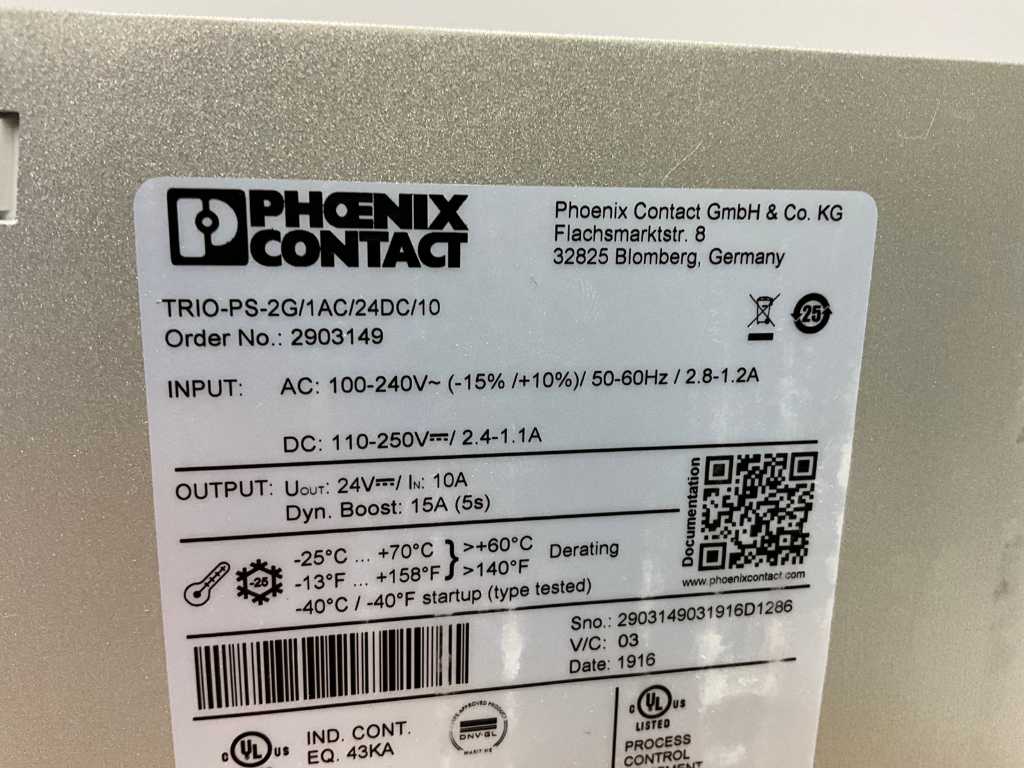 PHŒNIX
CONTACT
Phoenix Contact GmbH & Co. KG
Flachsmarktstr. 8
32825 Blomberg, Germany
TRIO-PS-2G/1AC/24DC/10
Order No.: 2903149
25
INPUT: AC: 100-240V~ (-15% /+10%)/ 50-60Hz / 2.8-1.2A
DC: 110-250V⎓/ 2.4-1.1A
OUTPUT: UOUT: 24V⎓/ IN: 10A
Dyn. Boost: 15A (5s)
Documentation
www.phoenixcontact.com
-25
-25°C ... +70°C } >+60°C Derating
-13°F ... +158°F } >140°F
-40°C / -40°F startup (type tested)
Sno.: 2903149031916D1286
V/C: 03
Date: 1916
C UL US
IND. CONT.
EQ. 43KA
DNV·GL
C UL US
LISTED
PROCESS
CONTROL